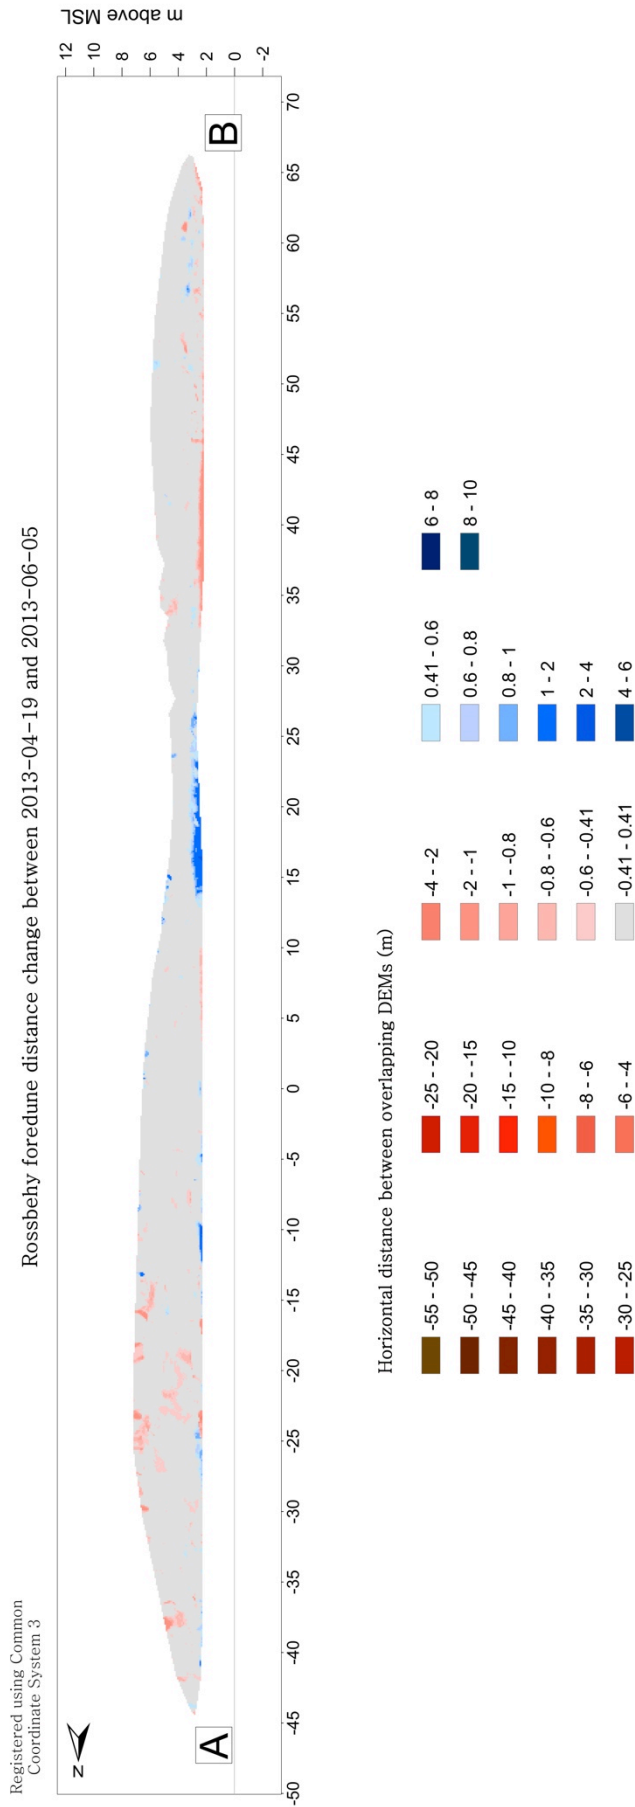 Registered using Common
Coordinate System 3
Rossbehy foredune distance change between 2013-04-19 and 2013-06-05
N
A
B
m above MSL
12
10
8
6
4
2
0
-2
-50
-45
-40
-35
-30
-25
-20
-15
-10
-5
0
5
10
15
20
25
30
35
40
45
50
55
60
65
70
Horizontal distance between overlapping DEMs (m)
-55 - -50
-50 - -45
-45 - -40
-40 - -35
-35 - -30
-30 - -25
-25 - -20
-20 - -15
-15 - -10
-10 - -8
-8 - -6
-6 - -4
-4 - -2
-2 - -1
-1 - -0.8
-0.8 - -0.6
-0.6 - -0.41
-0.41 - 0.41
0.41 - 0.6
0.6 - 0.8
0.8 - 1
1 - 2
2 - 4
4 - 6
6 - 8
8 - 10